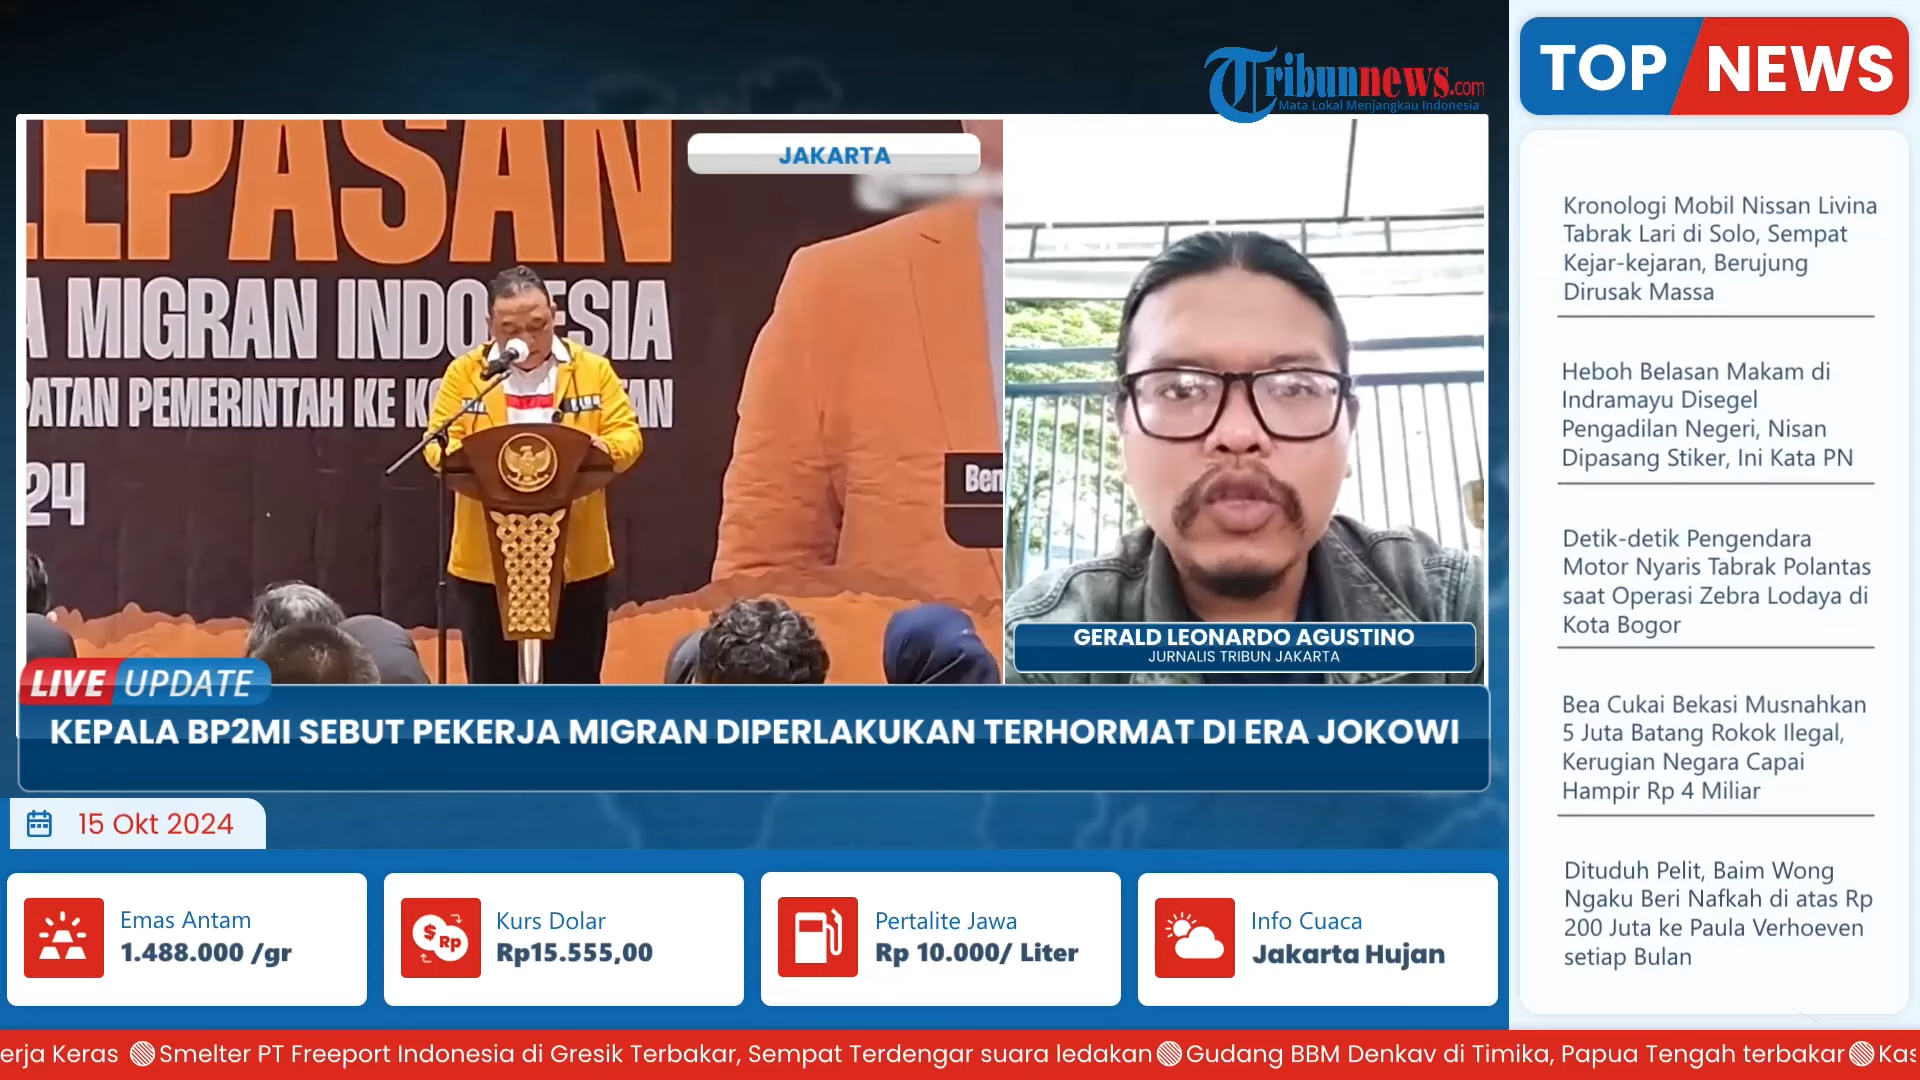 Tribunnews.com
Mata Lokal Menjangkau Indonesia
TOP NEWS
JAKARTA
EPASAN
A MIGRAN INDONESIA
PATAN PEMERINTAH KE
24
Ben
GERALD LEONARDO AGUSTINO
JURNALIS TRIBUN JAKARTA
LIVE UPDATE
KEPALA BP2MI SEBUT PEKERJA MIGRAN DIPERLAKUKAN TERHORMAT DI ERA JOKOWI
15 Okt 2024
Emas Antam
1.488.000 /gr
Kurs Dolar
Rp15.555,00
$ Rp
Pertalite Jawa
Rp 10.000/ Liter
Info Cuaca
Jakarta Hujan
Kronologi Mobil Nissan Livina
Tabrak Lari di Solo, Sempat
Kejar-kejaran, Berujung
Dirusak Massa
Heboh Belasan Makam di
Indramayu Disegel
Pengadilan Negeri, Nisan
Dipasang Stiker, Ini Kata PN
Detik-detik Pengendara
Motor Nyaris Tabrak Polantas
saat Operasi Zebra Lodaya di
Kota Bogor
Bea Cukai Bekasi Musnahkan
5 Juta Batang Rokok Ilegal,
Kerugian Negara Capai
Hampir Rp 4 Miliar
Dituduh Pelit, Baim Wong
Ngaku Beri Nafkah di atas Rp
200 Juta ke Paula Verhoeven
setiap Bulan
erja Keras Smelter PT Freeport Indonesia di Gresik Terbakar, Sempat Terdengar suara ledakan Gudang BBM Denkav di Timika, Papua Tengah terbakar Kas